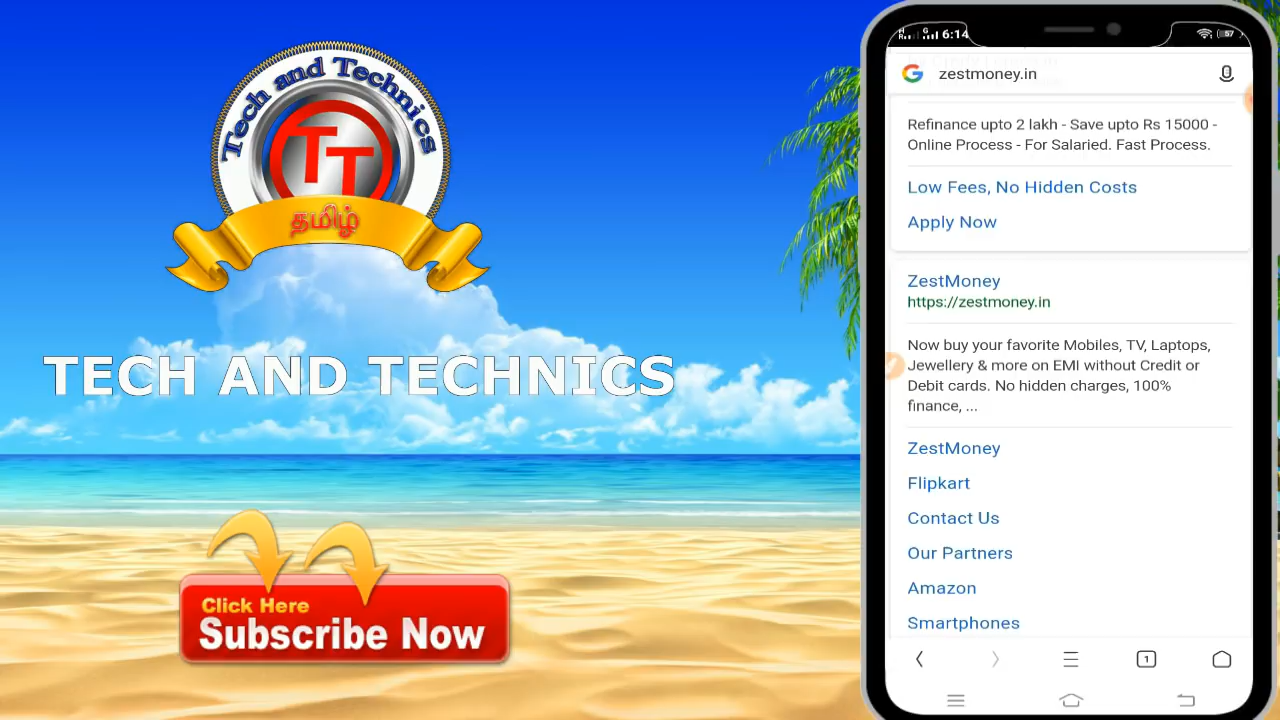 Tech and Technics
TT
தமிழ்
TECH AND TECHNICS
Click Here
Subscribe Now
6:14
57
zestmoney.in
Refinance upto 2 lakh - Save upto Rs 15000 -
Online Process - For Salaried. Fast Process.
Low Fees, No Hidden Costs
Apply Now
ZestMoney
https://zestmoney.in
Now buy your favorite Mobiles, TV, Laptops,
Jewellery & more on EMI without Credit or
Debit cards. No hidden charges, 100%
finance, ...
ZestMoney
Flipkart
Contact Us
Our Partners
Amazon
Smartphones
1